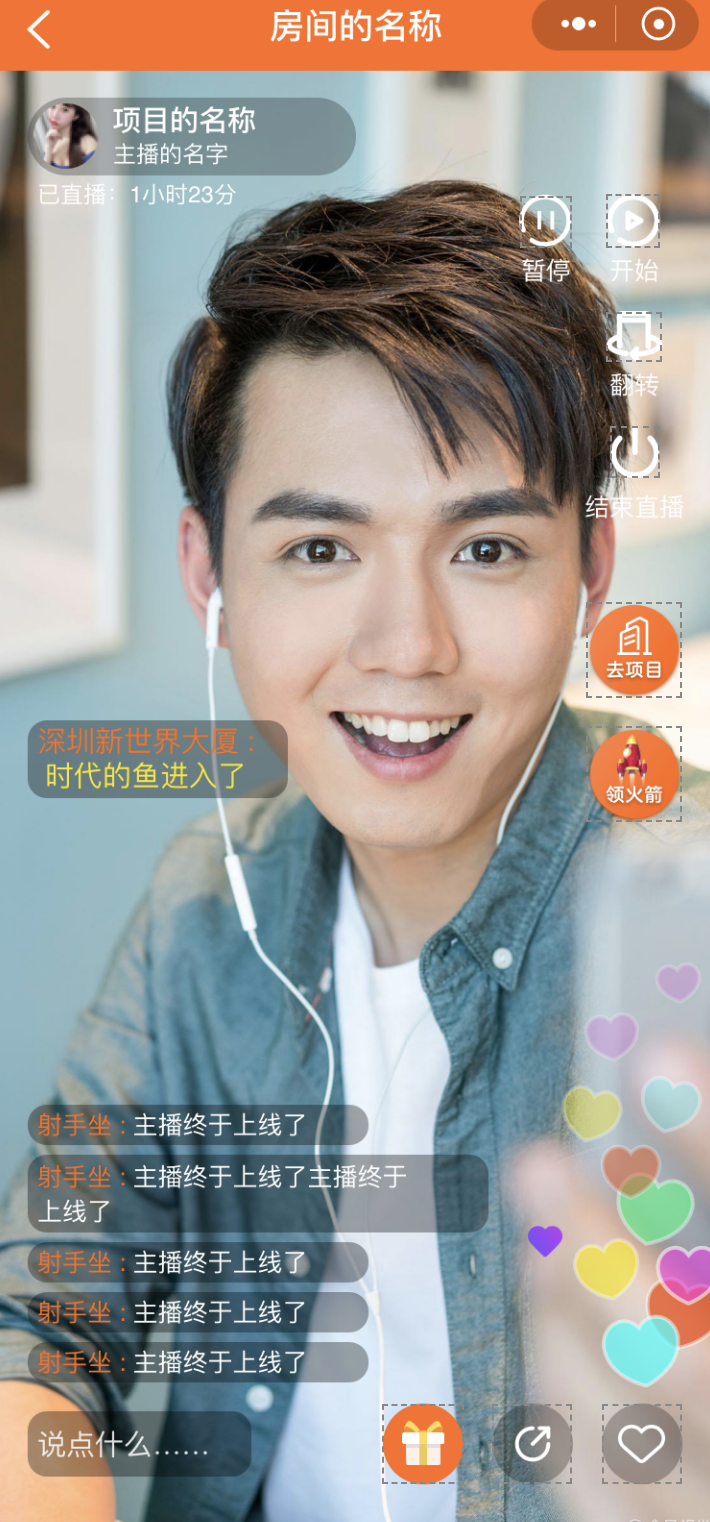 房间的名称
项目的名称
主播的名字
已直播：1小时23分
暂停
开始
翻转
结束直播
去项目
深圳新世界大厦：
时代的鱼进入了
领火箭
射手坐：主播终于上线了
射手坐：主播终于上线了主播终于
上线了
射手坐：主播终于上线了
射手坐：主播终于上线了
射手坐：主播终于上线了
说点什么……